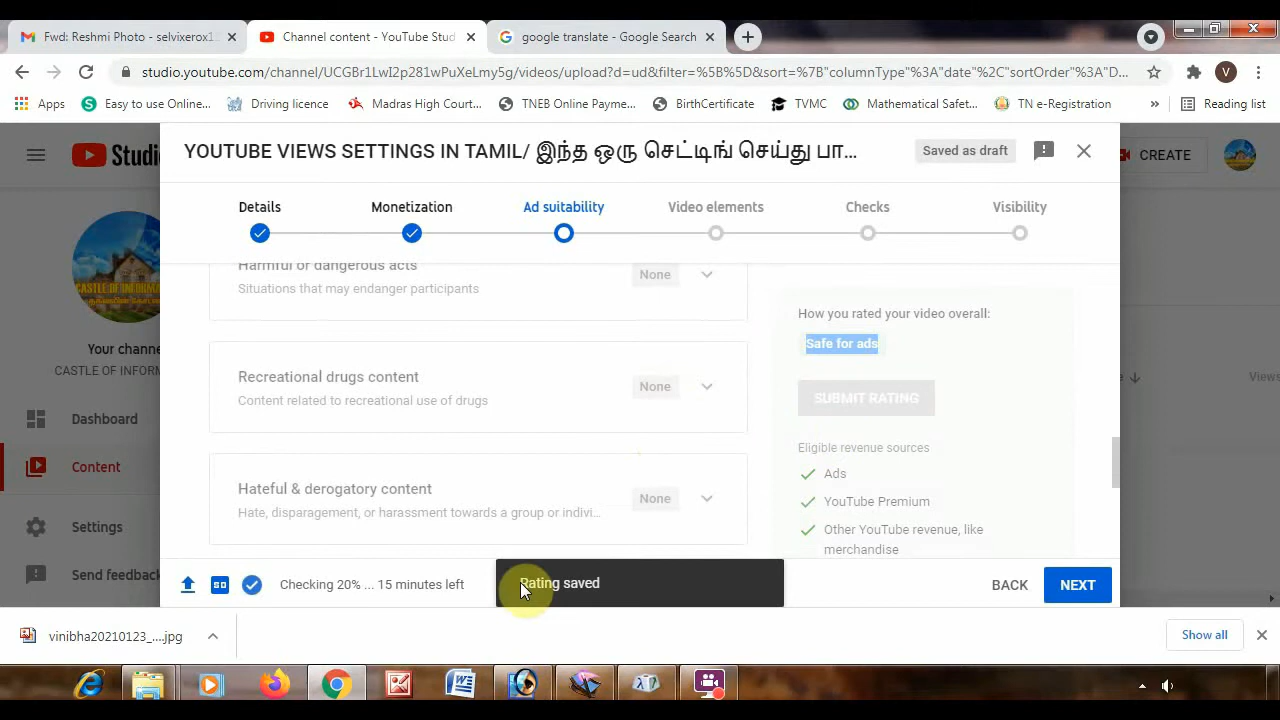 Fwd: Reshmi Photo - selvixerox1
Channel content - YouTube Stud
google translate - Google Search
studio.youtube.com/channel/UCGBr1LwI2p281wPuXeLmy5g/videos/upload?d=ud&filter=%5B%5D&sort=%7B"columnType"%3A"date"%2C"sortOrder"%3A"D...
V
Apps
Easy to use Online...
Driving licence
Madras High Court...
TNEB Online Payme...
BirthCertificate
TVMC
Mathematical Safet...
TN e-Registration
»
Reading list
Studio
YOUTUBE VIEWS SETTINGS IN TAMIL/ இந்த ஒரு செட்டிங் செய்து பா...
Saved as draft
CREATE
Details
Monetization
Ad suitability
Video elements
Checks
Visibility
CASTLE OF INFORMATION
Your channe
CASTLE OF INFORM
Dashboard
Content
Settings
Send feedback
Harmful or dangerous acts
None
Situations that may endanger participants
Recreational drugs content
None
Content related to recreational use of drugs
Hateful & derogatory content
None
Hate, disparagement, or harassment towards a group or indivi...
How you rated your video overall:
Safe for ads
SUBMIT RATING
Eligible revenue sources
Ads
YouTube Premium
Other YouTube revenue, like
merchandise
Views
Checking 20% ... 15 minutes left
Rating saved
BACK
NEXT
vinibha20210123_....jpg
Show all